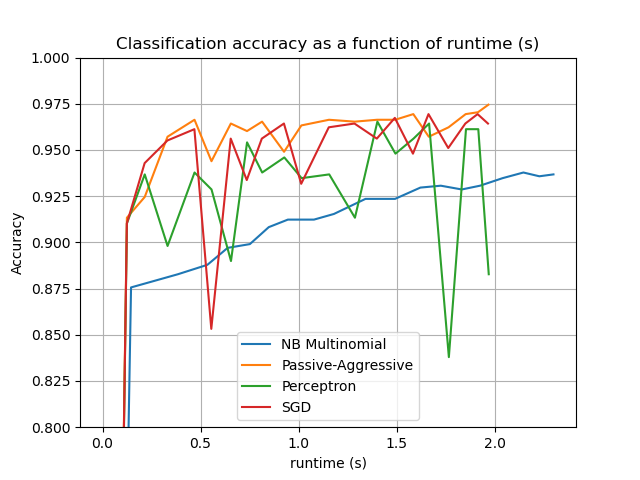 Classification accuracy as a function of runtime (s)
1.000
0.975
0.950
0.925
0.900
0.875
0.850
0.825
0.800
Accuracy
NB Multinomial
Passive-Aggressive
Perceptron
SGD
0.0 0.5 1.0 1.5 2.0
runtime (s)